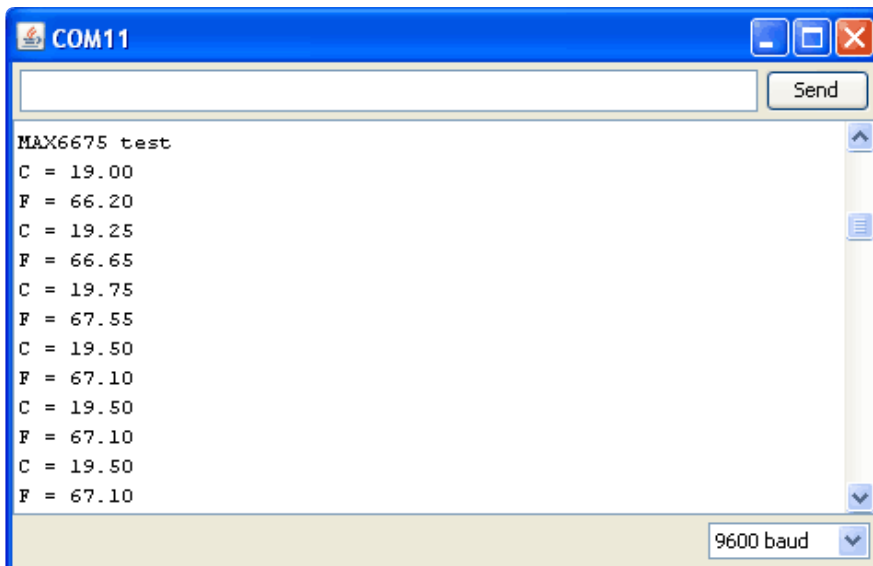 COM11
Send
MAX6675 test
C = 19.00
F = 66.20
C = 19.25
F = 66.65
C = 19.75
F = 67.55
C = 19.50
F = 67.10
C = 19.50
F = 67.10
C = 19.50
F = 67.10
9600 baud